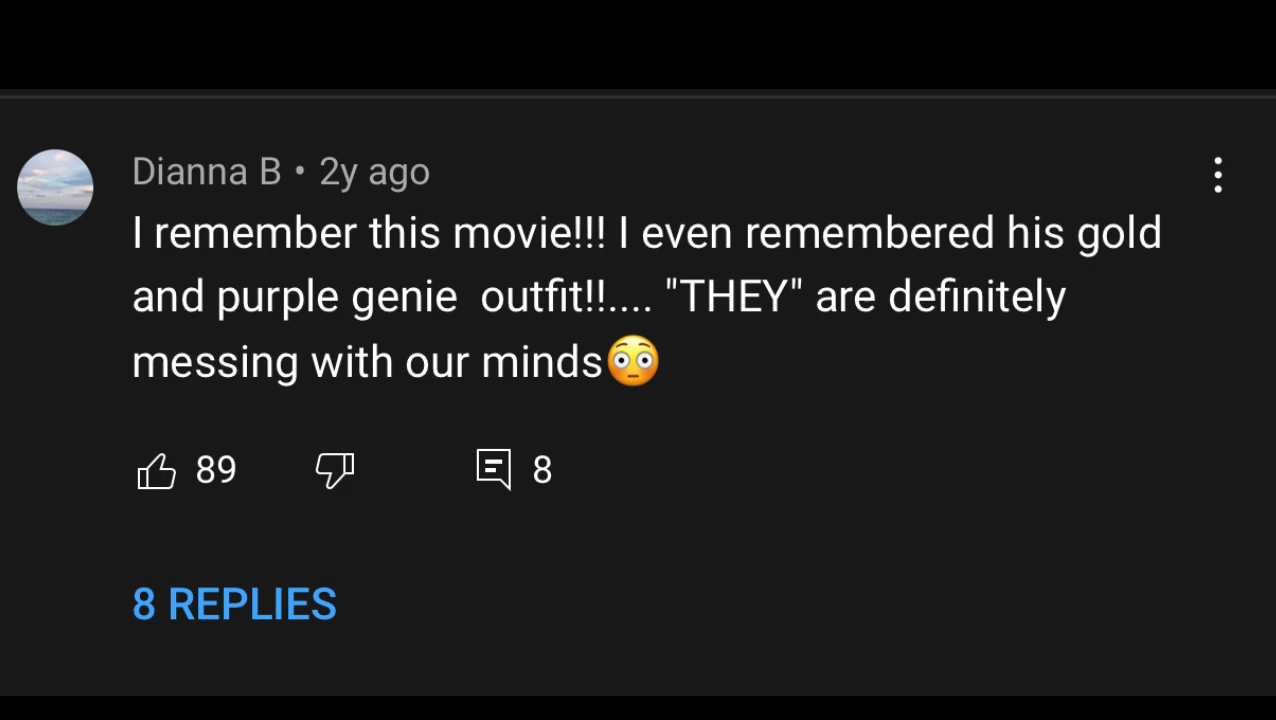 Dianna B • 2y ago
I remember this movie!!! I even remembered his gold
and purple genie  outfit!!.... "THEY" are definitely
messing with our minds😳
89 8
8 REPLIES